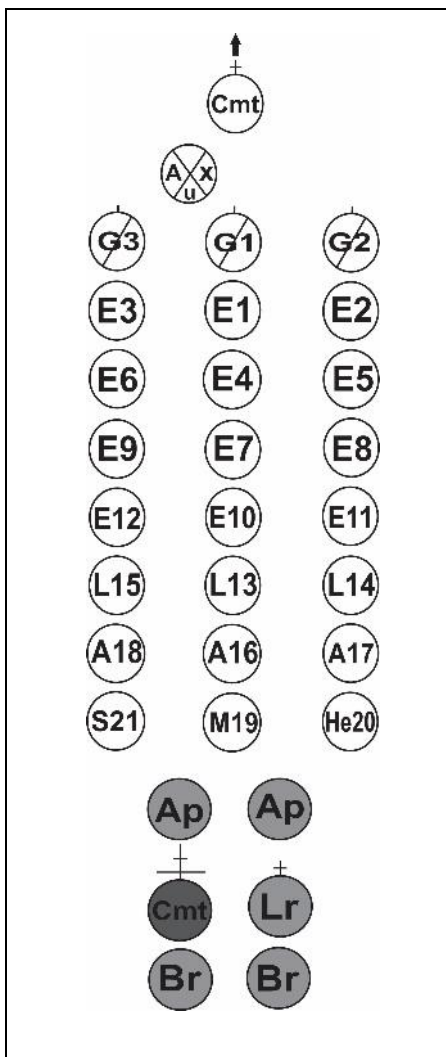 Cmt
A x
u
G3 G1 G2
E3 E1 E2
E6 E4 E5
E9 E7 E8
E12 E10 E11
L15 L13 L14
A18 A16 A17
S21 M19 He20
Ap Ap
Cmt Lr
Br Br